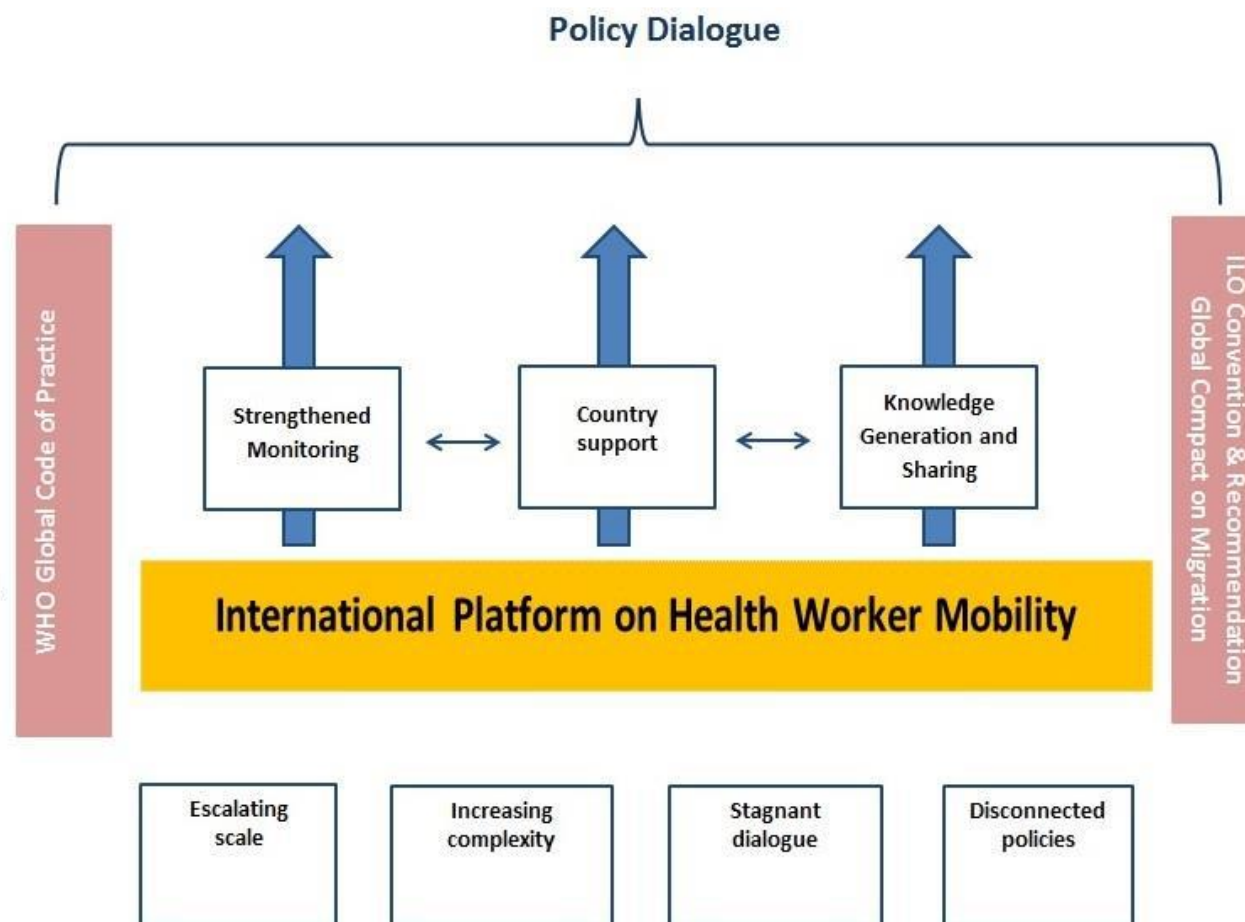 Policy Dialogue
WHO Global Code of Practice
Strengthened
Monitoring
Country
support
Knowledge
Generation and
Sharing
ILO Convention & Recommendation
Global Compact on Migration
International Platform on Health Worker Mobility
Escalating
scale
Increasing
complexity
Stagnant
dialogue
Disconnected
policies